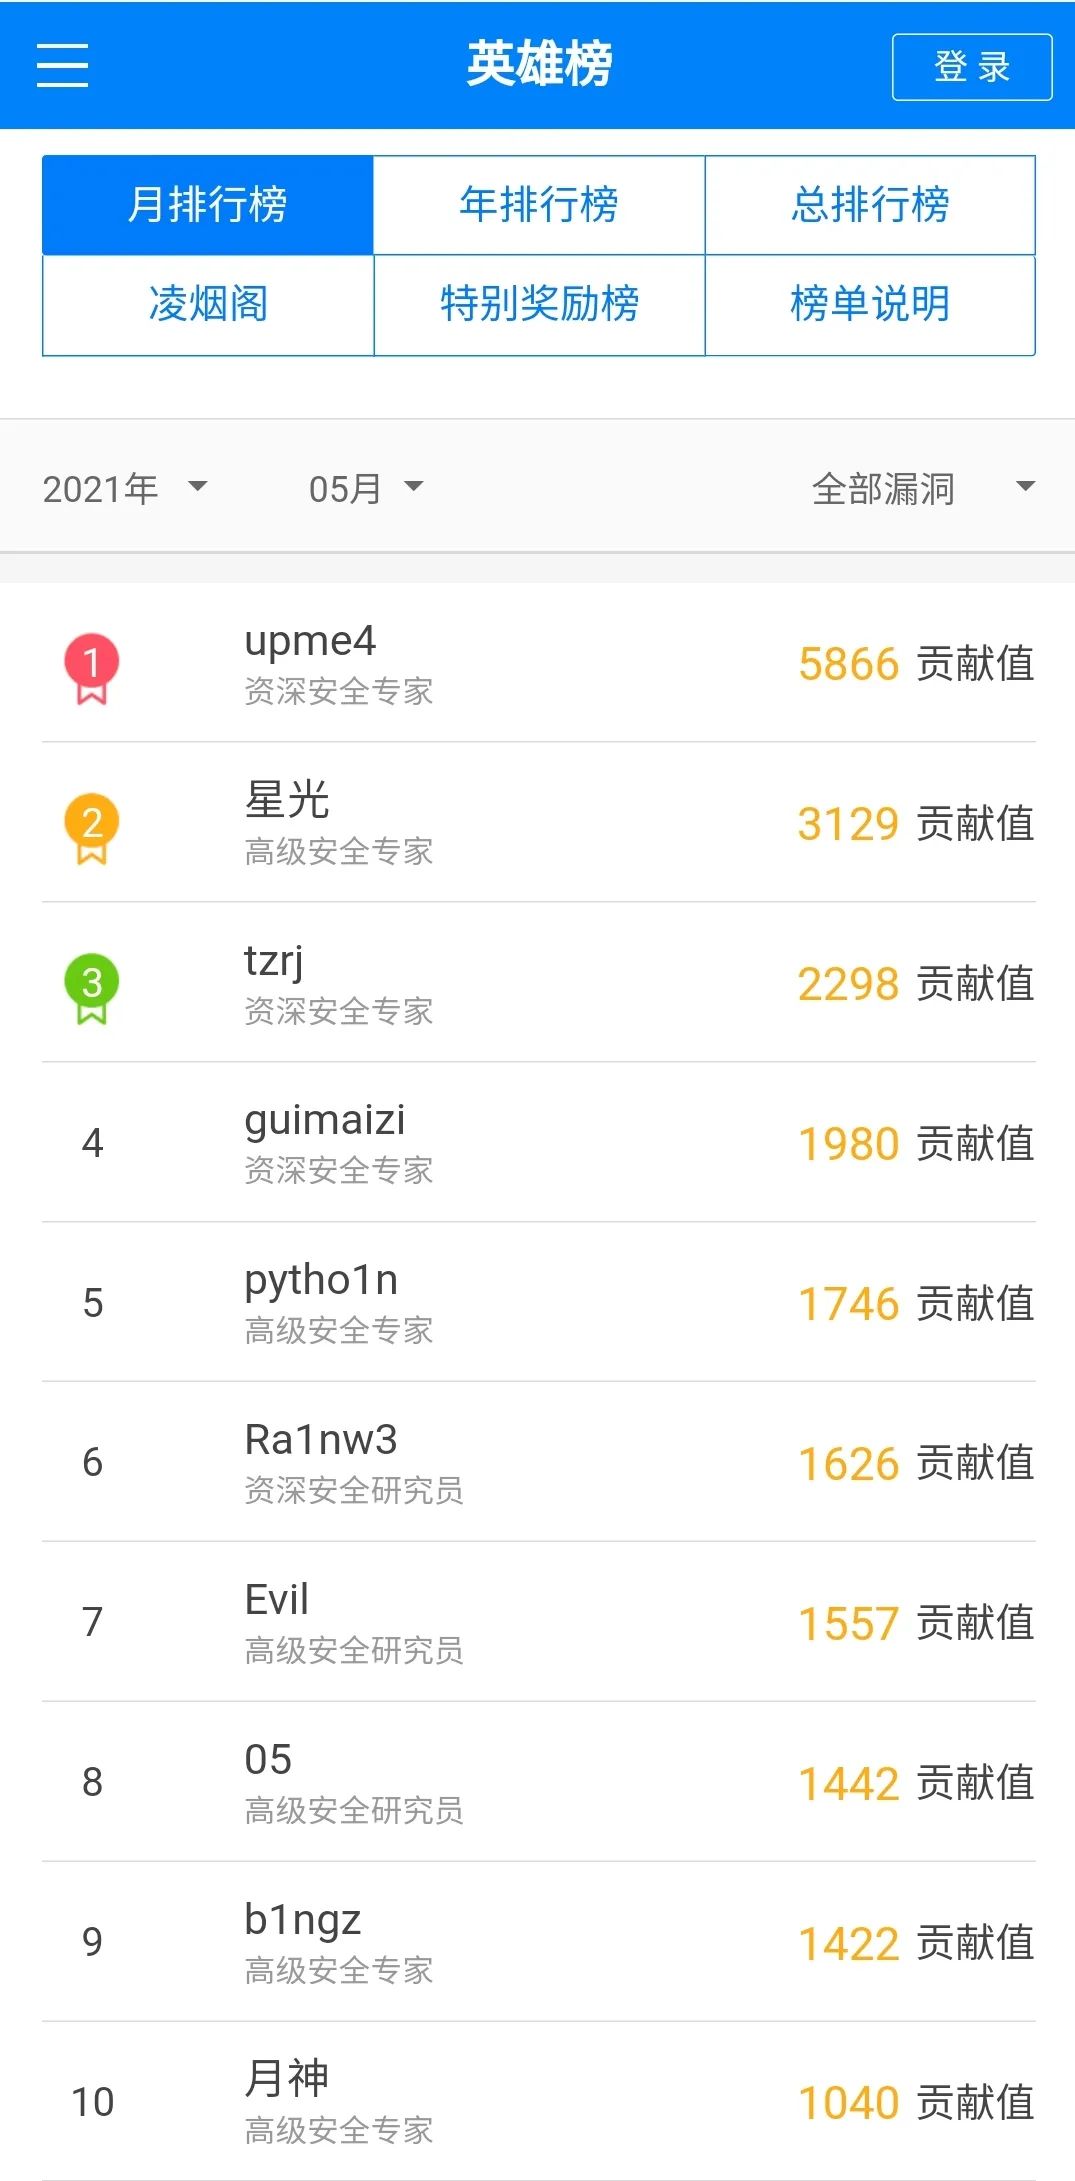 英雄榜 登 录
月排行榜 年排行榜 总排行榜
凌烟阁 特别奖励榜 榜单说明
2021年 05月 全部漏洞
1 upme4 5866 贡献值
资深安全专家
2 星光 3129 贡献值
高级安全专家
3 tzrj 2298 贡献值
资深安全专家
4 guimaizi 1980 贡献值
资深安全专家
5 pytho1n 1746 贡献值
高级安全专家
6 Ra1nw3 1626 贡献值
资深安全研究员
7 Evil 1557 贡献值
高级安全研究员
8 05 1442 贡献值
高级安全研究员
9 b1ngz 1422 贡献值
高级安全专家
10 月神 1040 贡献值
高级安全专家